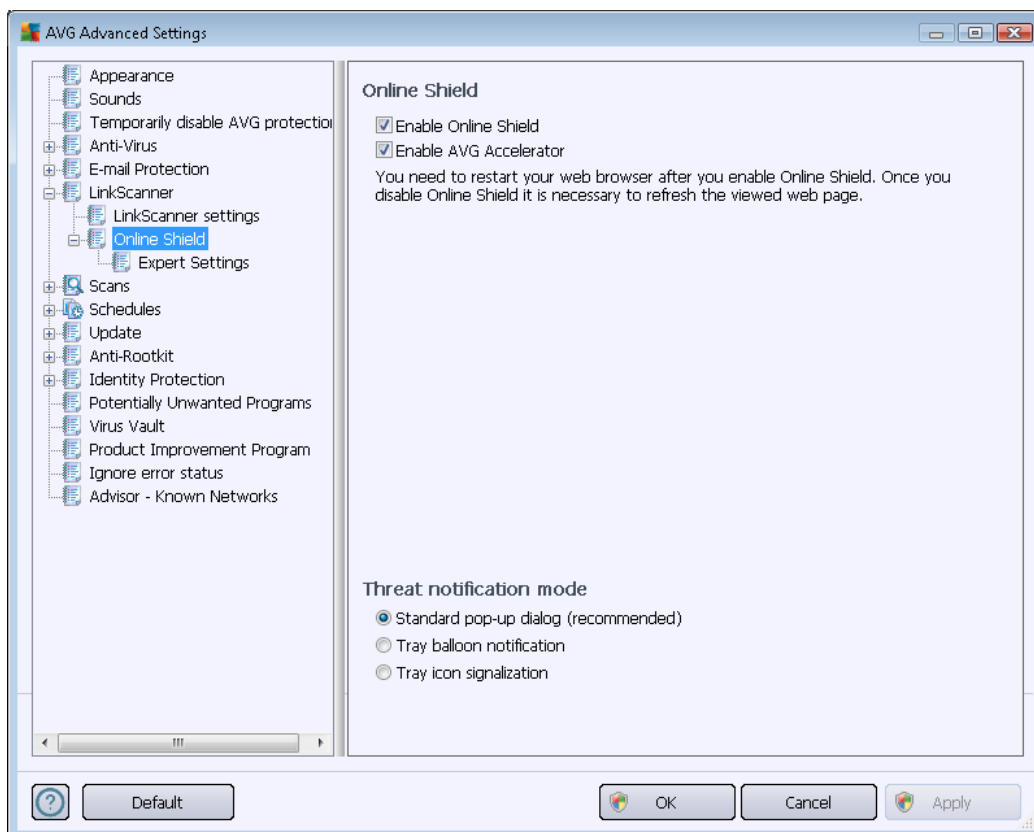 AVG Advanced Settings
Appearance
Sounds
Temporarily disable AVG protection
Anti-Virus
E-mail Protection
LinkScanner
LinkScanner settings
Online Shield
Expert Settings
Scans
Schedules
Update
Anti-Rootkit
Identity Protection
Potentially Unwanted Programs
Virus Vault
Product Improvement Program
Ignore error status
Advisor - Known Networks
Online Shield
Enable Online Shield
Enable AVG Accelerator
You need to restart your web browser after you enable Online Shield. Once you
disable Online Shield it is necessary to refresh the viewed web page.
Threat notification mode
Standard pop-up dialog (recommended)
Tray balloon notification
Tray icon signalization
? Default OK Cancel Apply